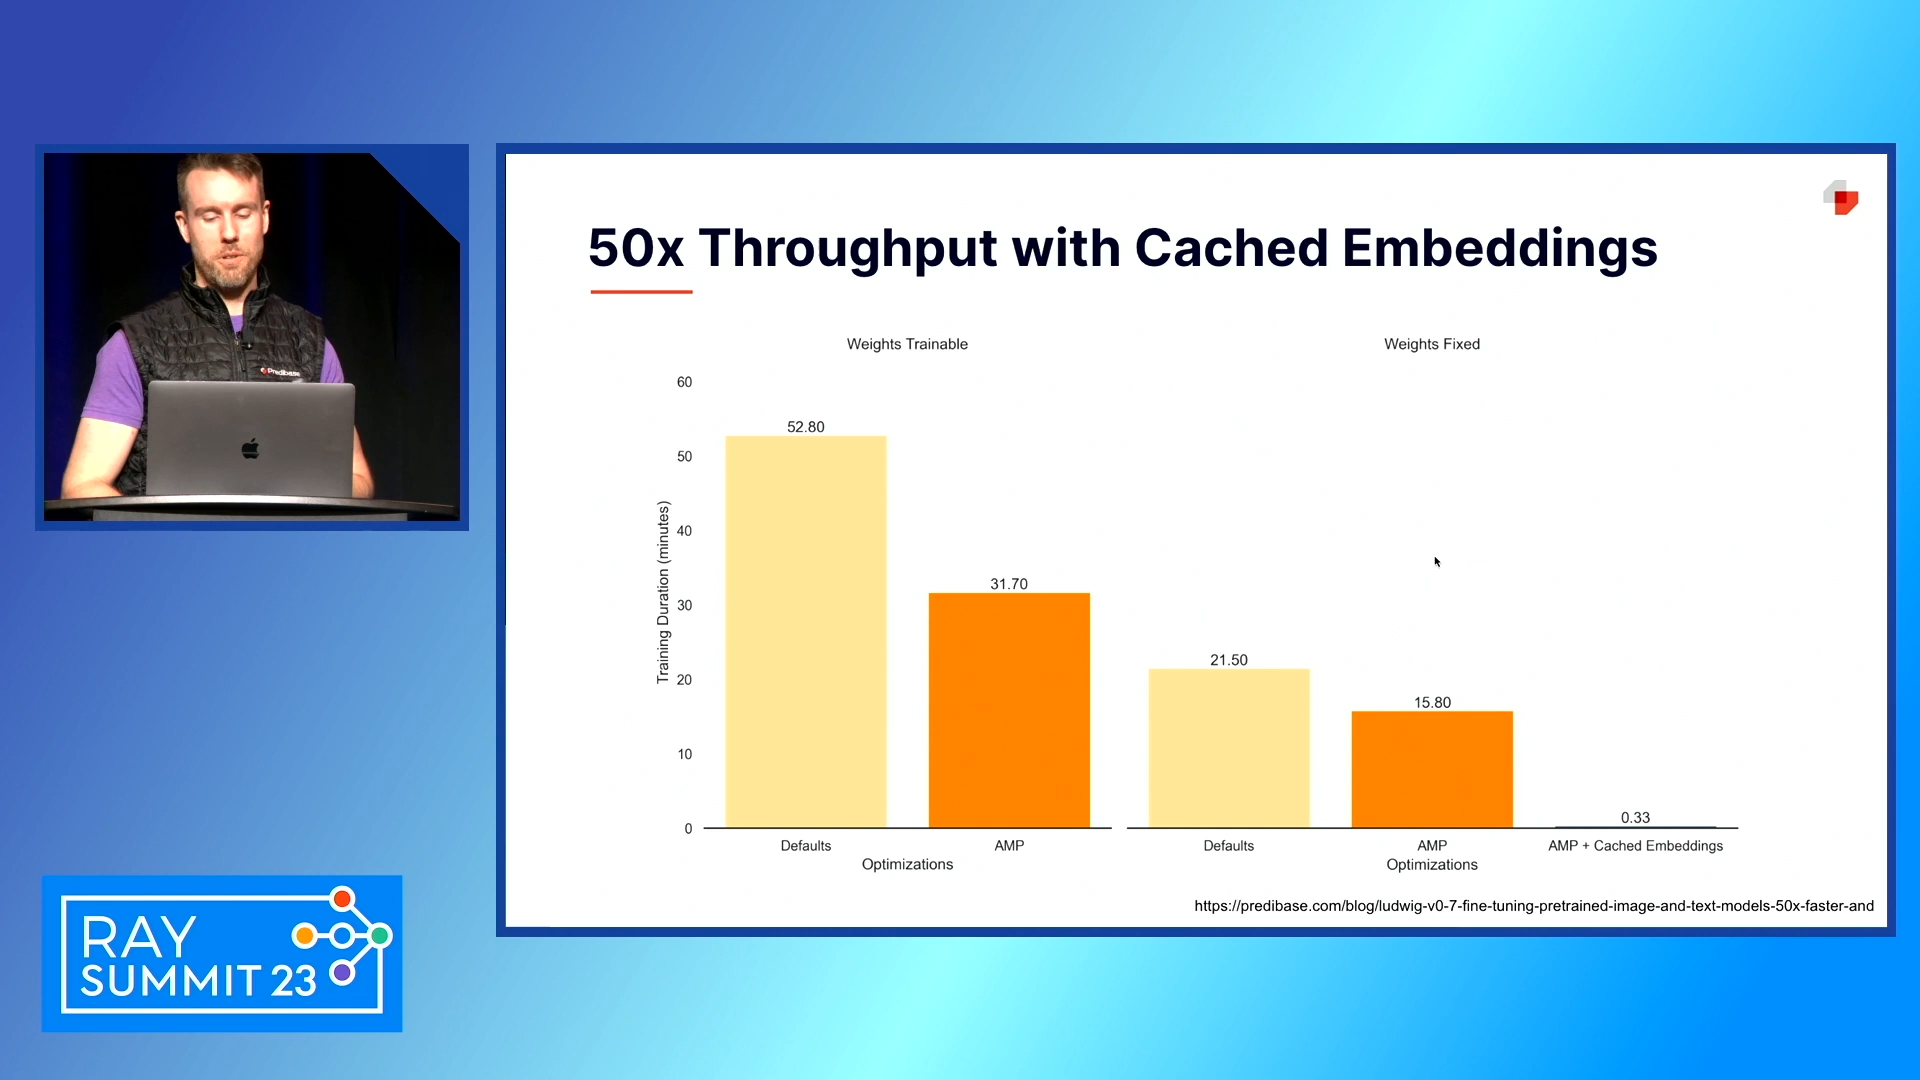 Predibase
50x Throughput with Cached Embeddings
Weights Trainable
Weights Fixed
Training Duration (minutes)
60
50
40
30
20
10
0
52.80
31.70
21.50
15.80
0.33
Defaults
AMP
Optimizations
Defaults
AMP
AMP + Cached Embeddings
Optimizations
https://predibase.com/blog/ludwig-v0-7-fine-tuning-pretrained-image-and-text-models-50x-faster-and
RAY
SUMMIT 23